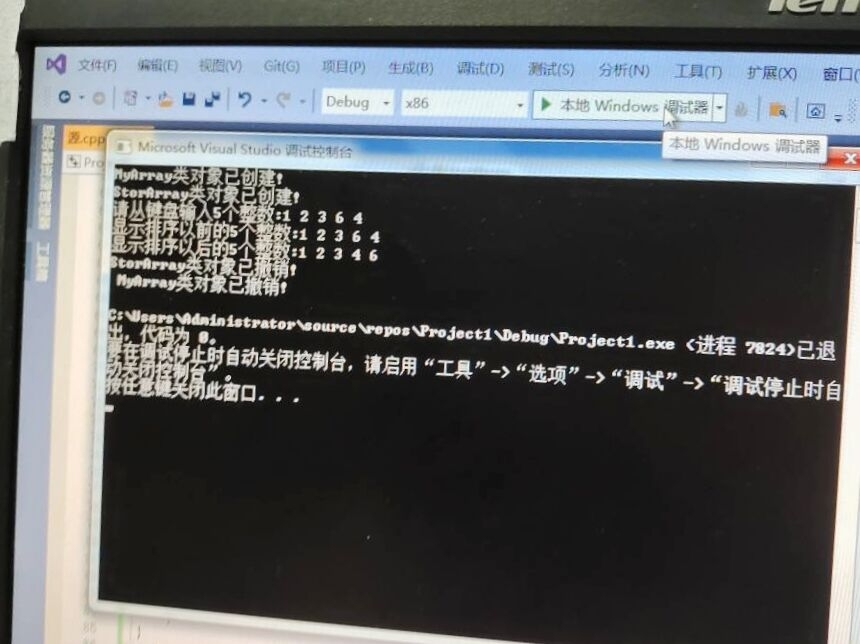 文件(F) 编辑(E) 视图(V) Git(G) 项目(P) 生成(B) 调试(D) 测试(S) 分析(N) 工具(T) 扩展(X) 窗口(
Debug x86 本地 Windows 调试器
本地 Windows 调试器
源.cpp
Microsoft Visual Studio 调试控制台
Pro
MyArray类对象已创建!
StorArray类对象已创建!
请从键盘输入5个整数:1 2 3 6 4
显示排序以前的5个整数:1 2 3 6 4
显示排序以后的5个整数:1 2 3 4 6
StorArray类对象已撤销!
MyArray类对象已撤销!
C:\Users\Administrator\source\repos\Project1\Debug\Project1.exe (进程 7824)已退
出，代码为 0。
要在调试停止时自动关闭控制台，请启用“工具”->“选项”->“调试”->“调试停止时自
动关闭控制台”。
按任意键关闭此窗口. . .